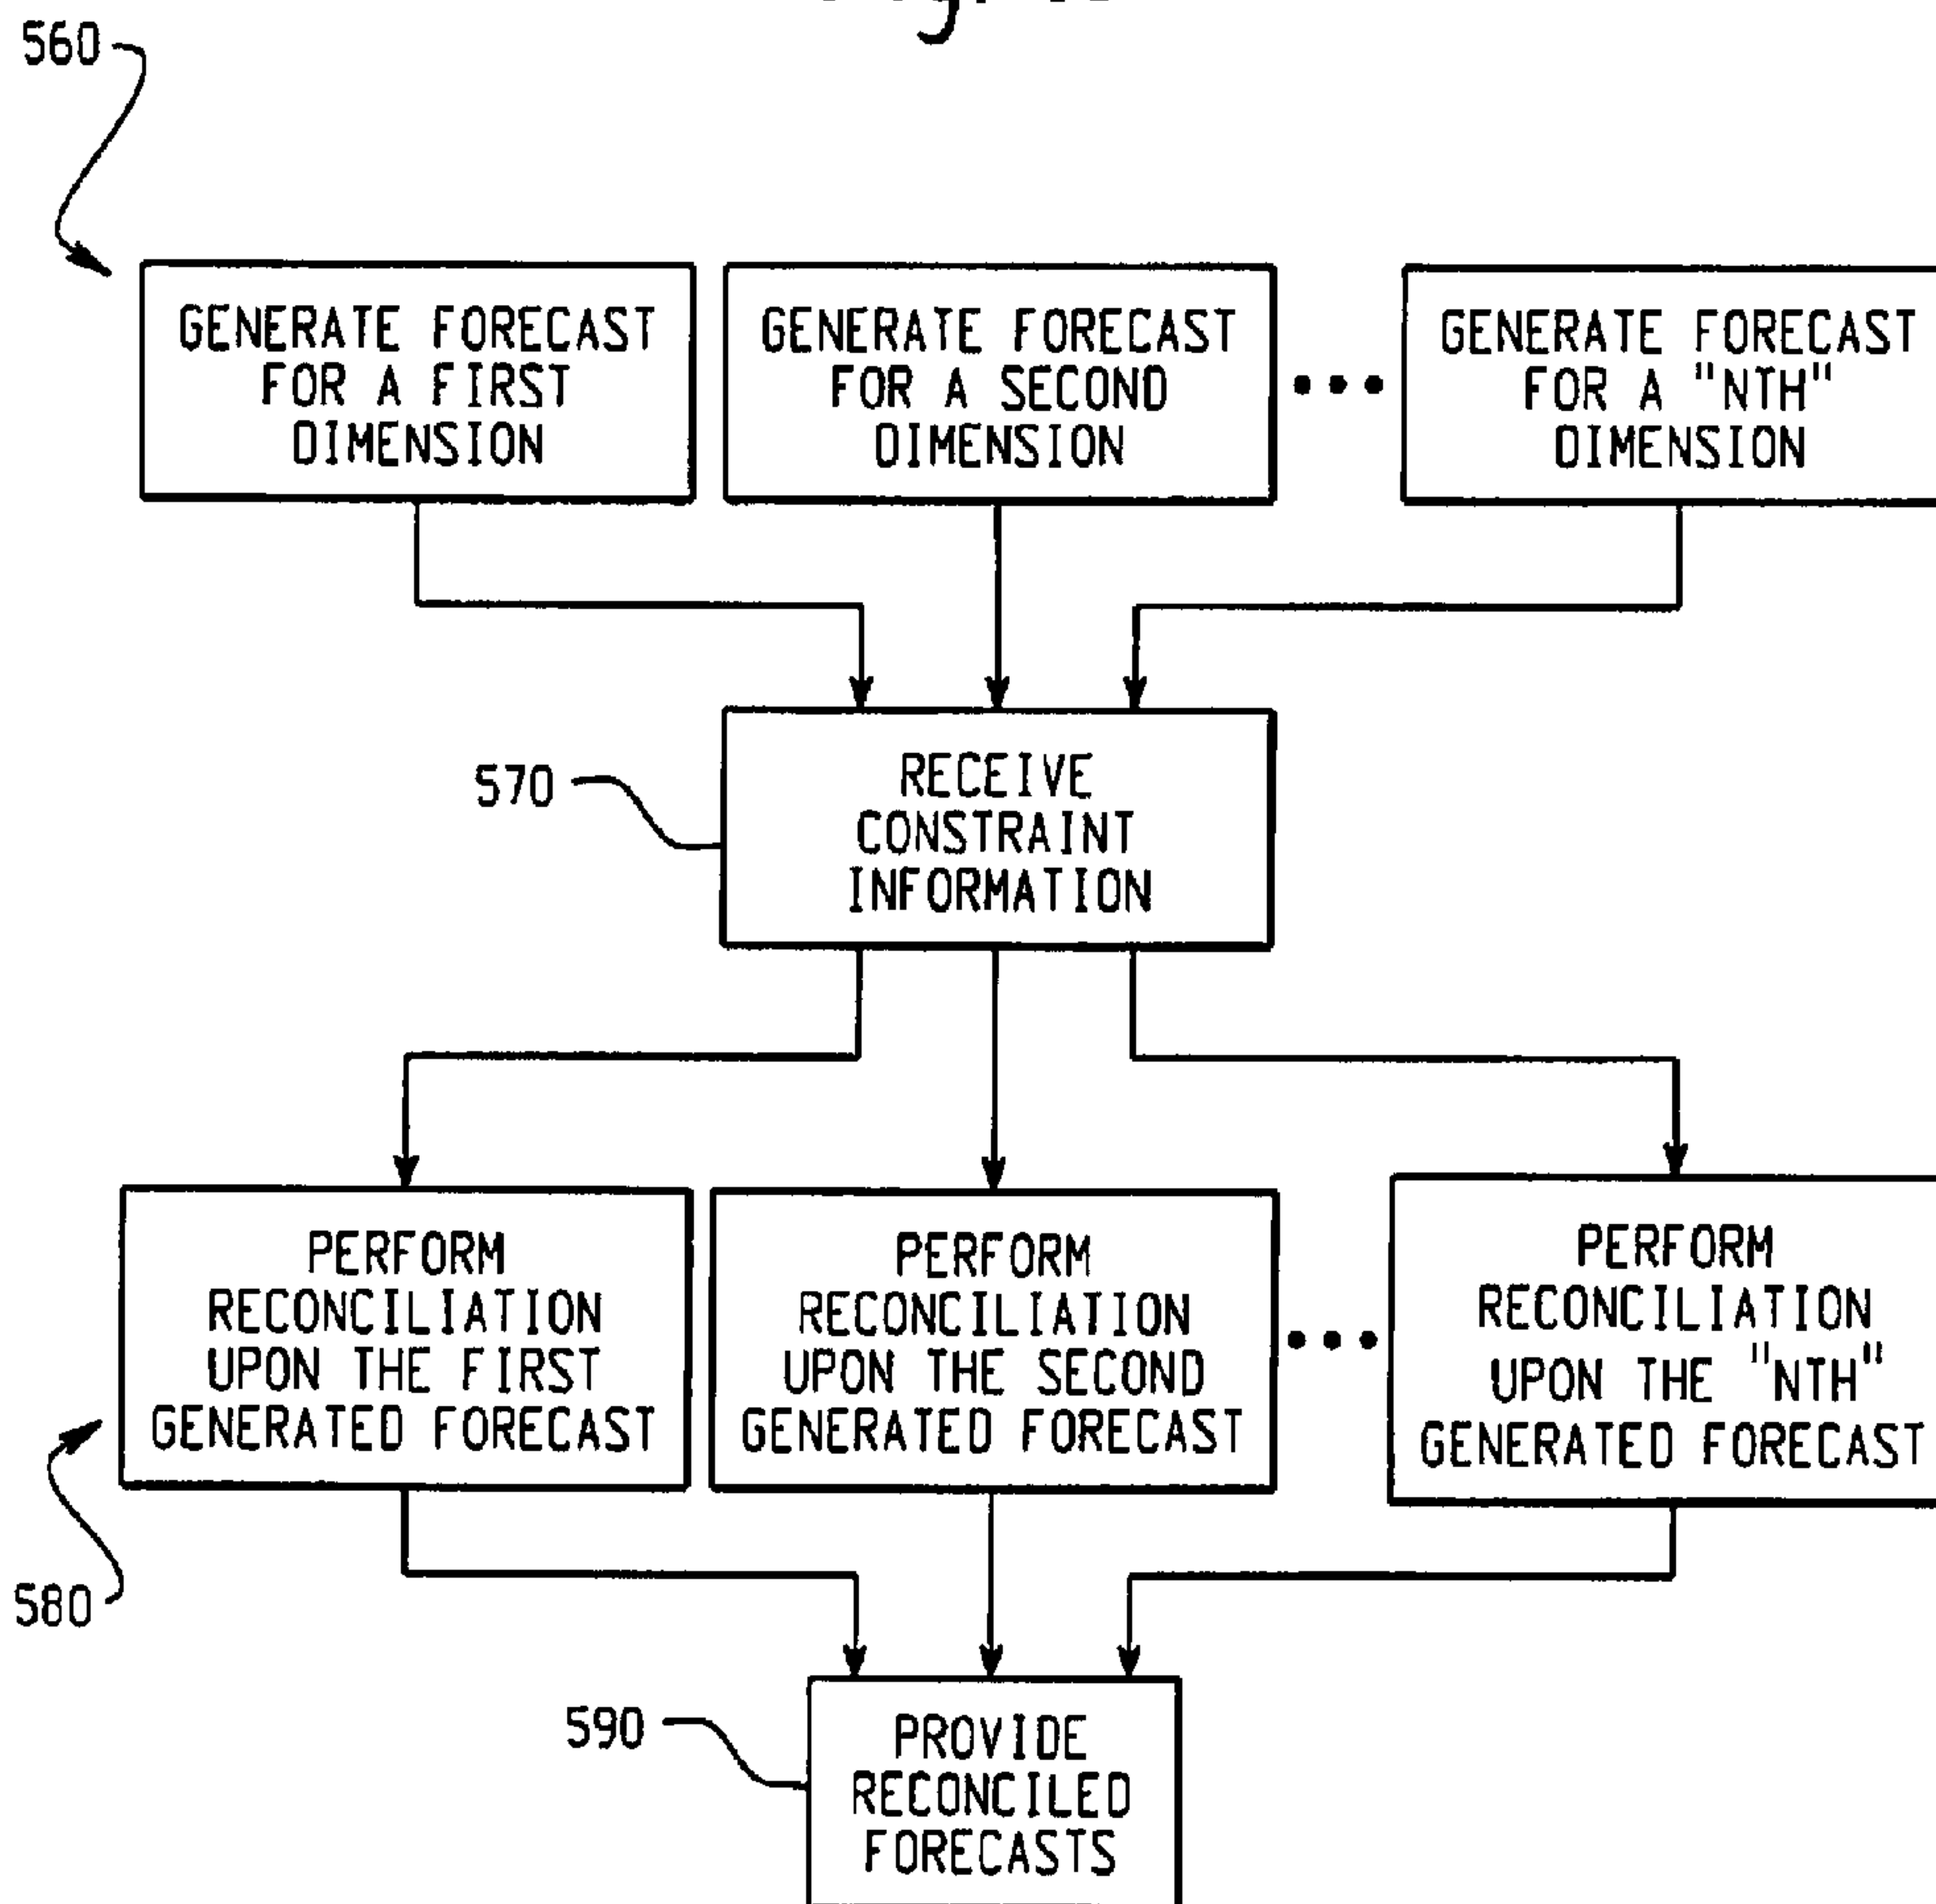 560
GENERATE FORECAST
FOR A FIRST
DIMENSION
GENERATE FORECAST
FOR A SECOND
DIMENSION
GENERATE FORECAST
FOR A "NTH"
DIMENSION
570
RECEIVE
CONSTRAINT
INFORMATION
PERFORM
RECONCILIATION
UPON THE FIRST
GENERATED FORECAST
PERFORM
RECONCILIATION
UPON THE SECOND
GENERATED FORECAST
PERFORM
RECONCILIATION
UPON THE "NTH"
GENERATED FORECAST
580
590
PROVIDE
RECONCILED
FORECASTS